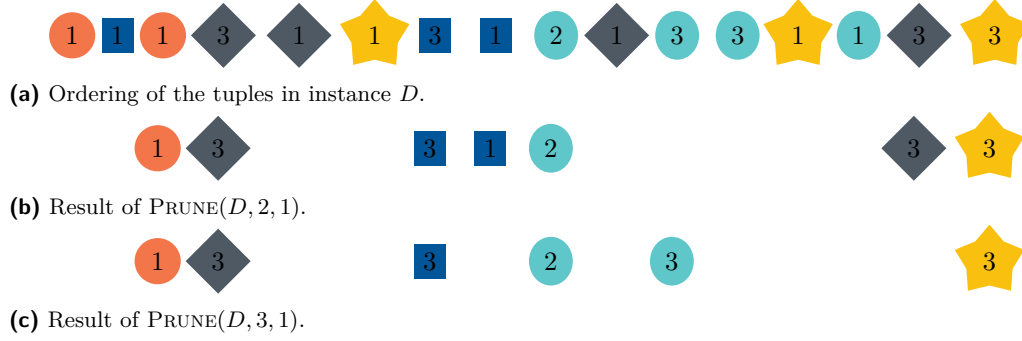 1 1 1 3 1 1 3 1 2 1 3 3 1 1 3 3
(a) Ordering of the tuples in instance D.
1 3 3 1 2 3 3
(b) Result of PRUNE(D, 2, 1).
1 3 3 2 3 3
(c) Result of PRUNE(D, 3, 1).